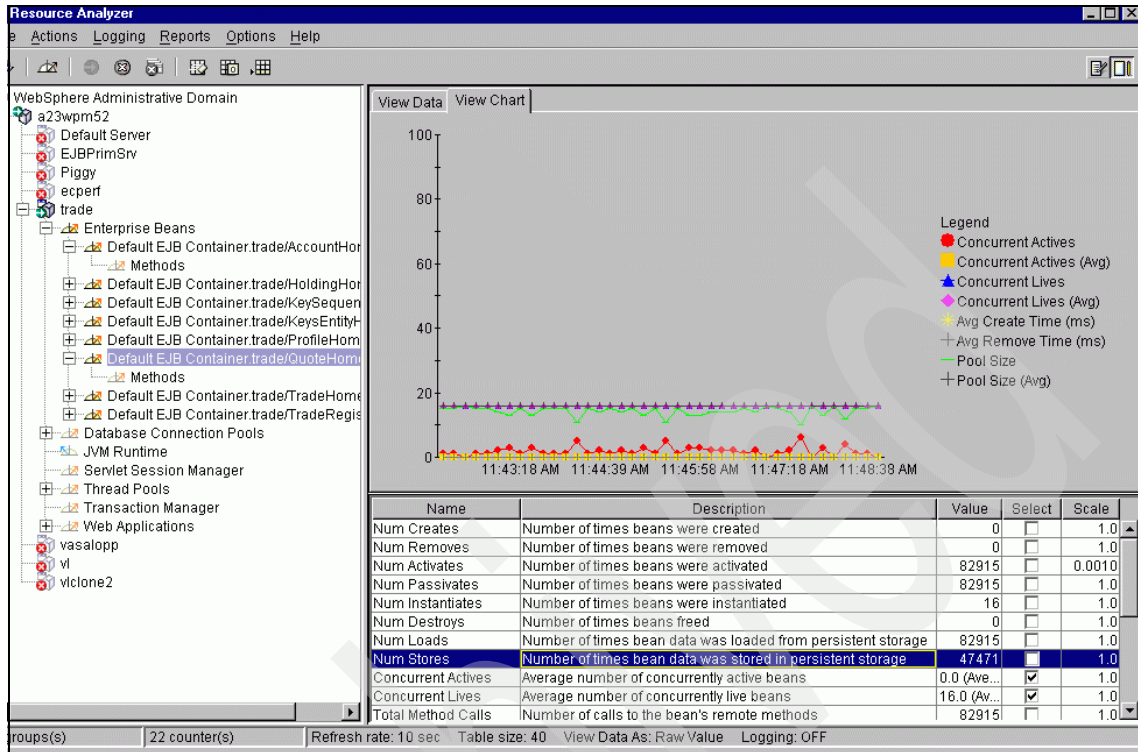 Resource Analyzer
e Actions Logging Reports Options Help
WebSphere Administrative Domain
a23wpm52
Default Server
EJBPrimSrv
Piggy
ecperf
trade
Enterprise Beans
Default EJB Container.trade/AccountHor
Methods
Default EJB Container.trade/HoldingHor
Default EJB Container.trade/KeySequen
Default EJB Container.trade/KeysEntityH
Default EJB Container.trade/ProfileHom
Default EJB Container.trade/QuoteHome
Methods
Default EJB Container.trade/TradeHome
Default EJB Container.trade/TradeRegis
Database Connection Pools
JVM Runtime
Servlet Session Manager
Thread Pools
Transaction Manager
Web Applications
vasalopp
vl
vlclone2
View Data View Chart
100
80
60
40
20
0
11:43:18 AM 11:44:39 AM 11:45:58 AM 11:47:18 AM 11:48:38 AM
Legend
Concurrent Actives
Concurrent Actives (Avg)
Concurrent Lives
Concurrent Lives (Avg)
Avg Create Time (ms)
Avg Remove Time (ms)
Pool Size
Pool Size (Avg)
Name Description Value Select Scale
Num Creates Number of times beans were created 0 1.0
Num Removes Number of times beans were removed 0 1.0
Num Activates Number of times beans were activated 82915 0.0010
Num Passivates Number of times beans were passivated 82915 1.0
Num Instantiates Number of times beans were instantiated 16 1.0
Num Destroys Number of times beans freed 0 1.0
Num Loads Number of times bean data was loaded from persistent storage 82915 1.0
Num Stores Number of times bean data was stored in persistent storage 47471 1.0
Concurrent Actives Average number of concurrently active beans 0.0 (Ave... 1.0
Concurrent Lives Average number of concurrently live beans 16.0 (Av... 1.0
Total Method Calls Number of calls to the bean's remote methods 82915 1.0
groups(s) 22 counter(s) Refresh rate: 10 sec Table size: 40 View Data As: Raw Value Logging: OFF